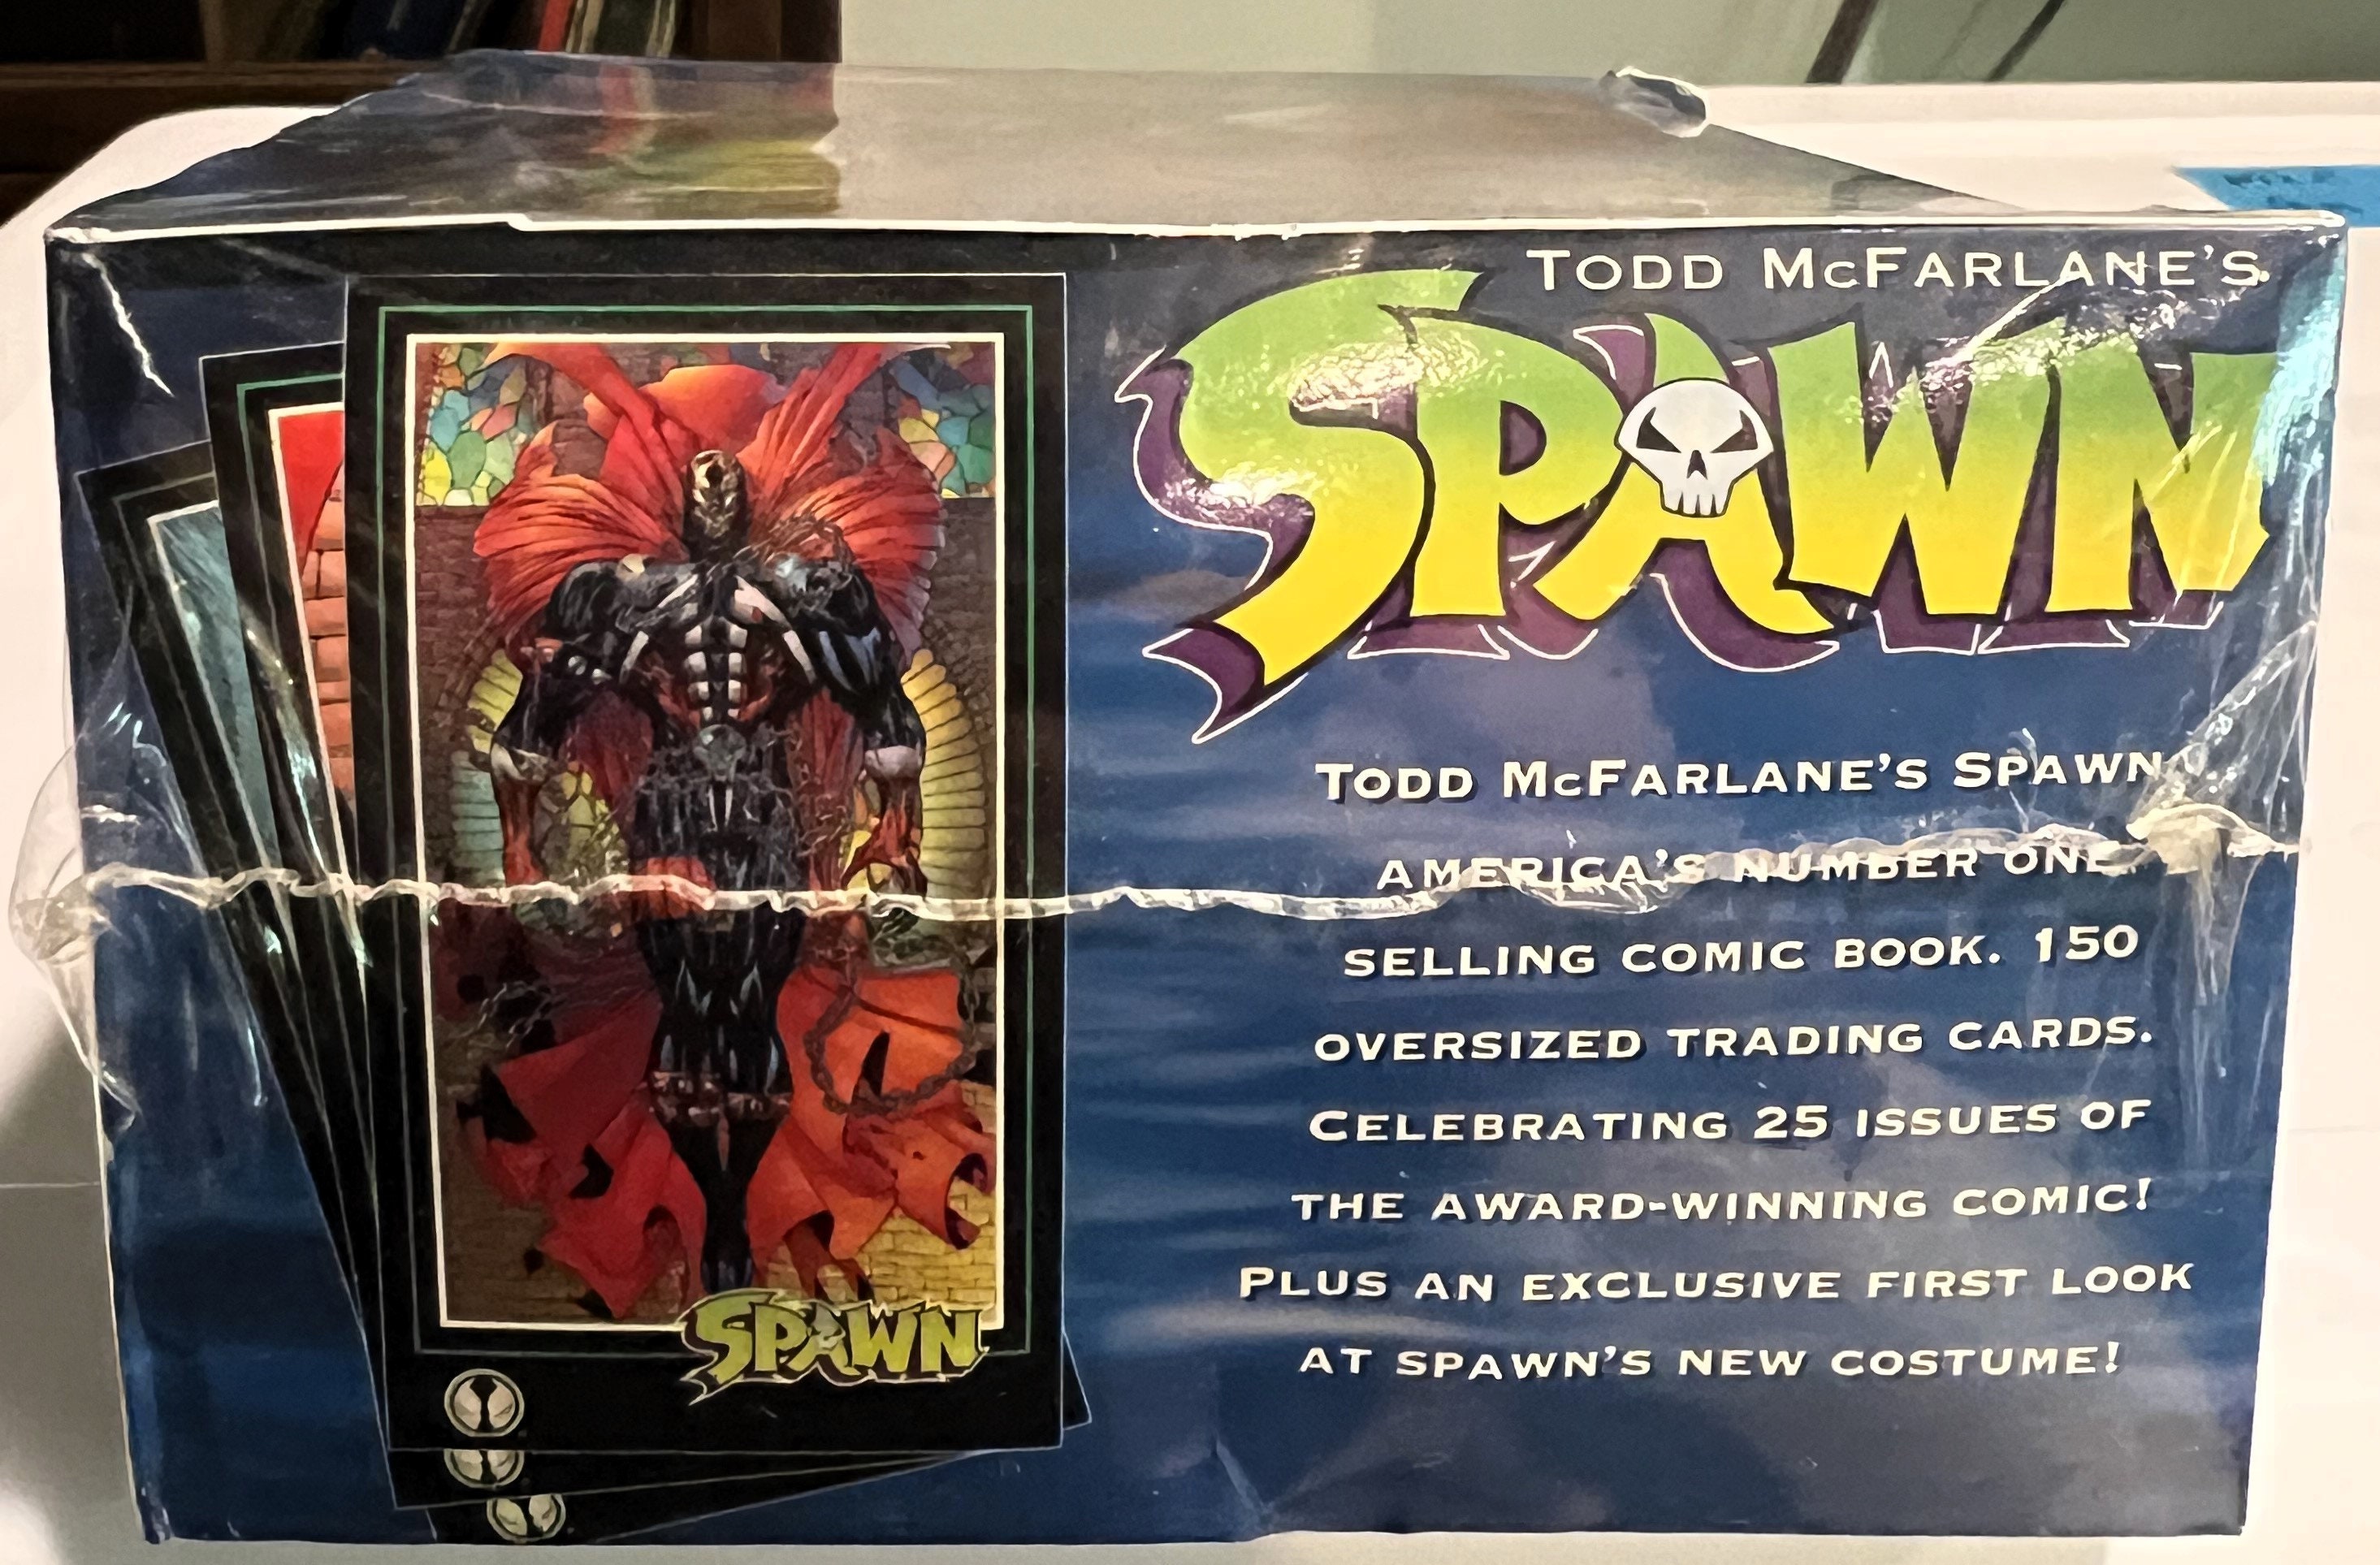 TODD McFARLANE'S
SPAWN
TODD McFARLANE'S SPAWN
AMERICA'S NUMBER ONE
SELLING COMIC BOOK. 150
OVERSIZED TRADING CARDS.
CELEBRATING 25 ISSUES OF
THE AWARD-WINNING COMIC!
PLUS AN EXCLUSIVE FIRST LOOK
AT SPAWN'S NEW COSTUME!
SPAWN